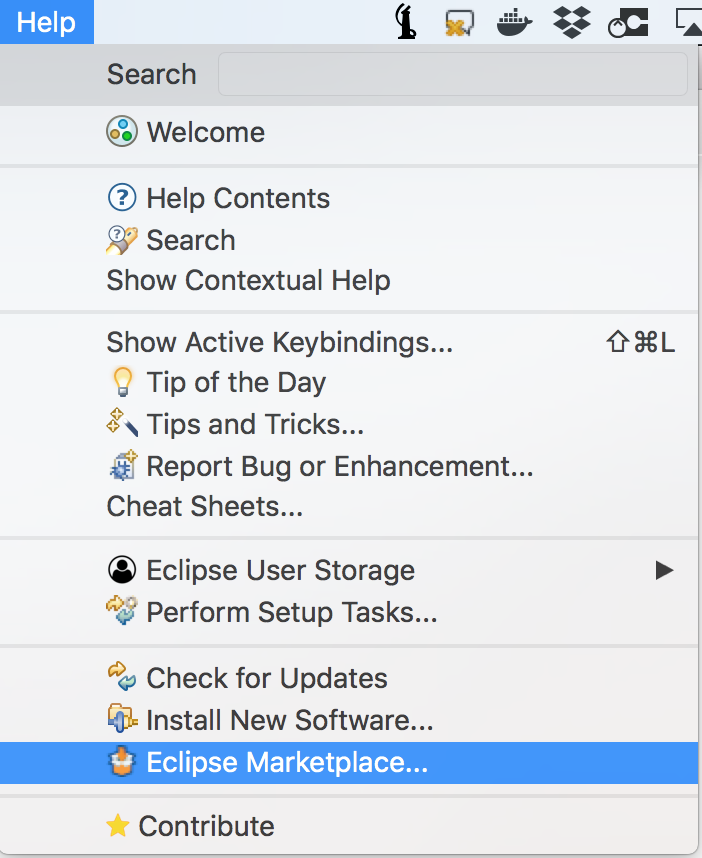 Help
Search
Welcome
Help Contents
Search
Show Contextual Help
Show Active Keybindings... ⇧⌘L
Tip of the Day
Tips and Tricks...
Report Bug or Enhancement...
Cheat Sheets...
Eclipse User Storage
Perform Setup Tasks...
Check for Updates
Install New Software...
Eclipse Marketplace...
Contribute